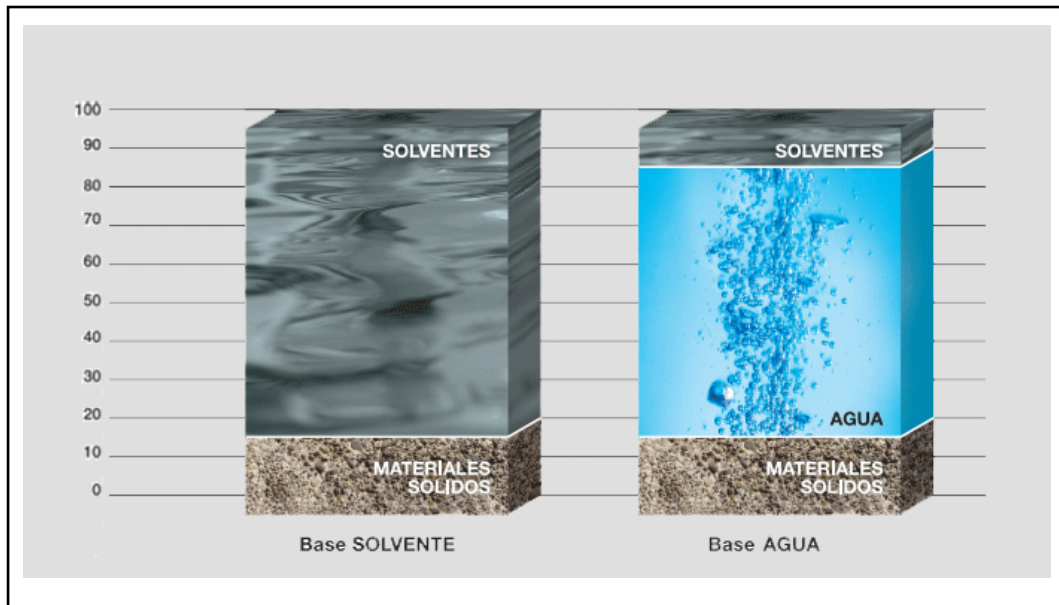 100
90
80
70
60
50
40
30
20
10
0
SOLVENTES
MATERIALES
SOLIDOS
Base SOLVENTE
SOLVENTES
AGUA
MATERIALES
SOLIDOS
Base AGUA